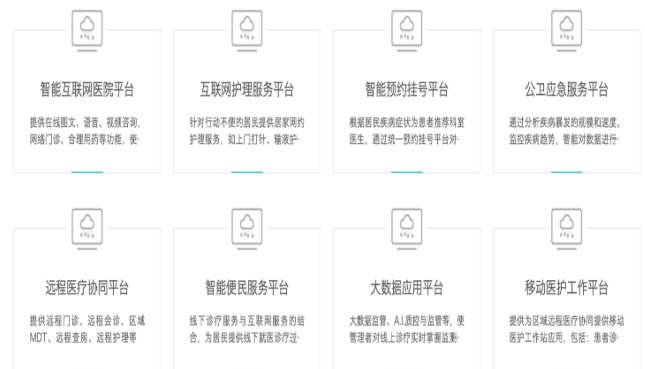 智能互联网医院平台
提供在线图文、语音、视频咨询、
网络门诊、合理用药等功能，使···
互联网护理服务平台
针对行动不便的居民提供居家网约
护理服务，如上门打针、输液护···
智能预约挂号平台
根据居民疾病症状为患者推荐科室
医生，通过统一预约挂号平台对···
公卫应急服务平台
通过分析疾病暴发的规模和速度、
监控疾病趋势，智能对数据进行···
远程医疗协同平台
提供远程门诊、远程会诊、区域
MDT、远程查房、远程护理等
智能便民服务平台
线下诊疗服务与互联网服务的结
合，为居民提供线下就医诊疗过···
大数据应用平台
大数据监管、A.I.质控与监管等，使
管理者对线上诊疗实时掌握监测···
移动医护工作平台
提供为区域远程医疗协同提供移动
医护工作站应用，包括：患者诊···